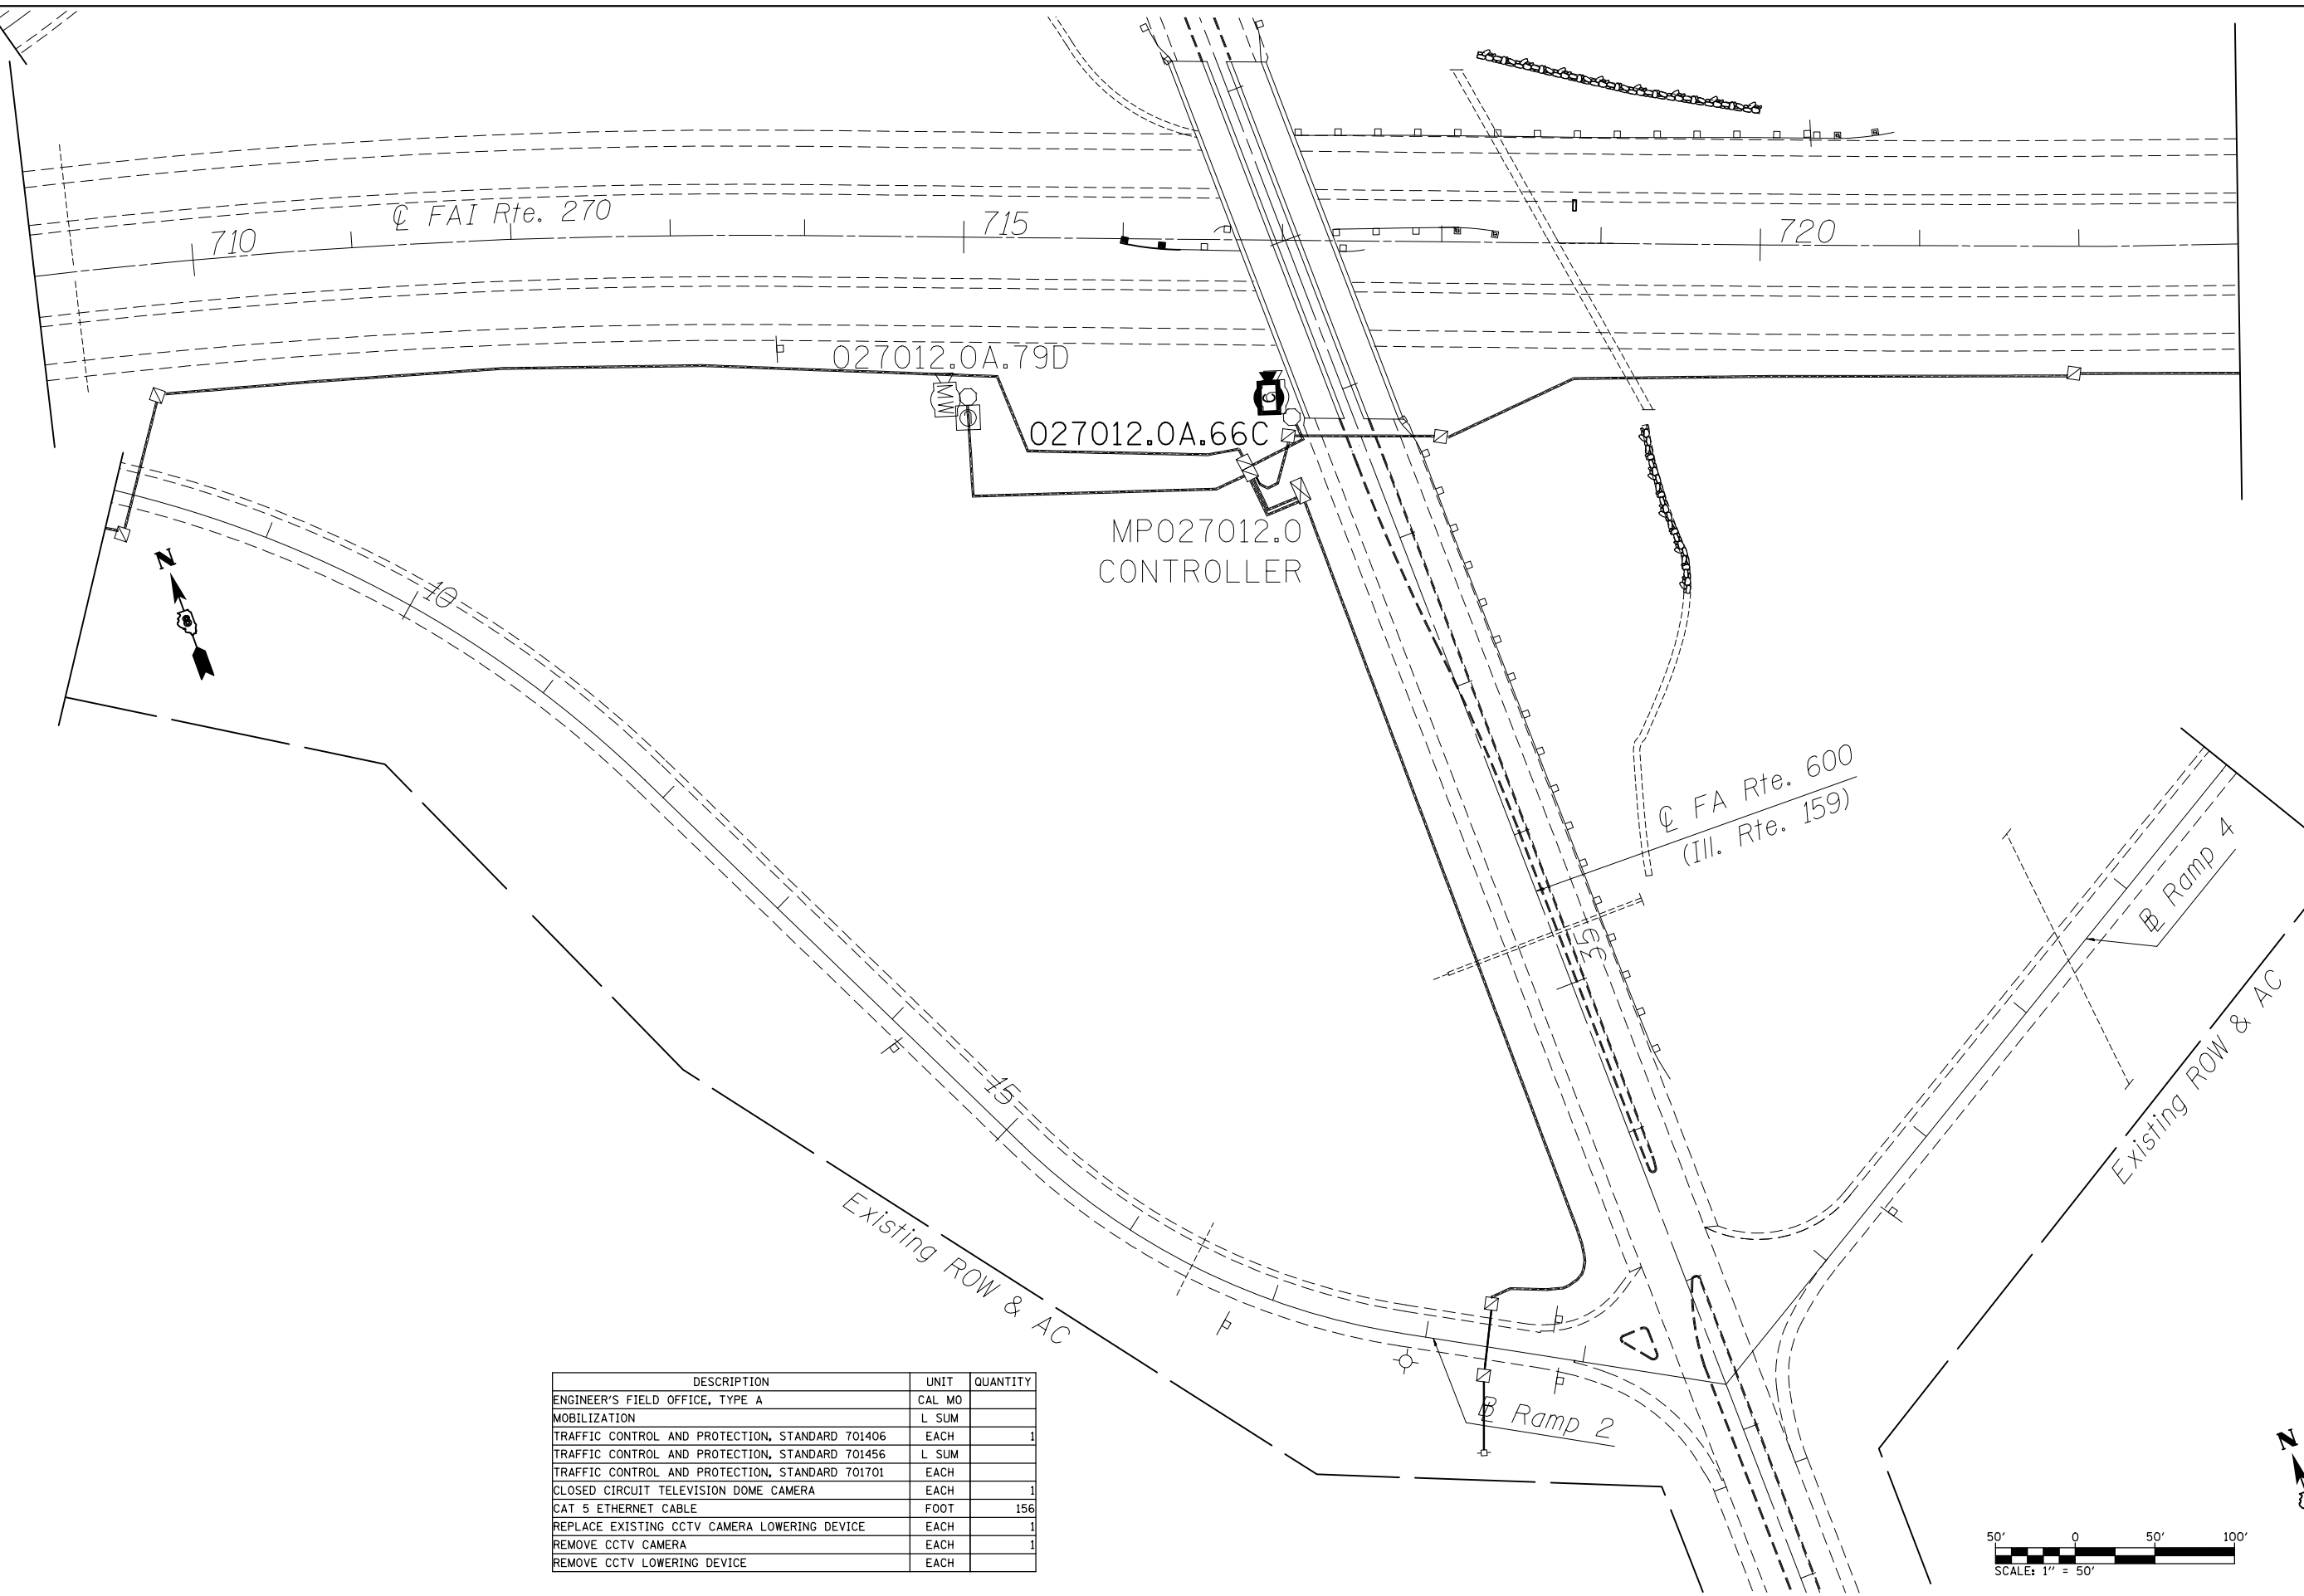 ℄ FAI Rte. 270
710
715
720
027012.0A.79D
MV
1
C
027012.0A.66C
MP027012.0
CONTROLLER
N
8
10
℄ FA Rte. 600
(Ill. Rte. 159)
35
15
Ramp 4
Existing ROW & AC
Existing ROW & AC
Ramp 2
DESCRIPTION UNIT QUANTITY
ENGINEER'S FIELD OFFICE, TYPE A CAL MO
MOBILIZATION L SUM
TRAFFIC CONTROL AND PROTECTION, STANDARD 701406 EACH 1
TRAFFIC CONTROL AND PROTECTION, STANDARD 701456 L SUM
TRAFFIC CONTROL AND PROTECTION, STANDARD 701701 EACH
CLOSED CIRCUIT TELEVISION DOME CAMERA EACH 1
CAT 5 ETHERNET CABLE FOOT 156
REPLACE EXISTING CCTV CAMERA LOWERING DEVICE EACH 1
REMOVE CCTV CAMERA EACH 1
REMOVE CCTV LOWERING DEVICE EACH
N
50' 0 50' 100'
SCALE: 1" = 50'